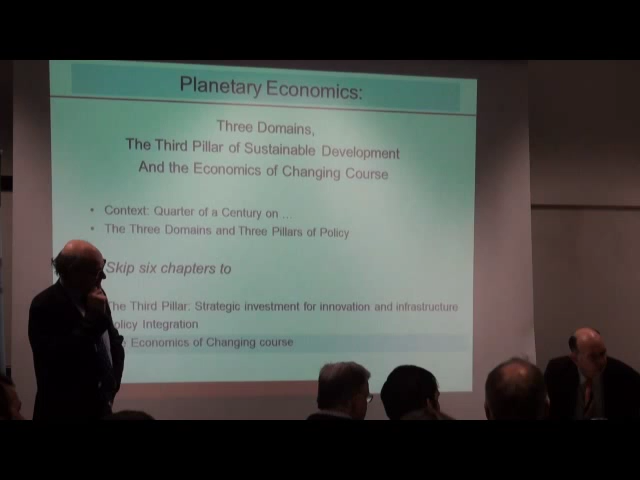 Planetary Economics:
Three Domains,
The Third Pillar of Sustainable Development
And the Economics of Changing Course
• Context: Quarter of a Century on ...
• The Three Domains and Three Pillars of Policy
Skip six chapters to
The Third Pillar: Strategic investment for innovation and infrastructure
Policy Integration
Economics of Changing course